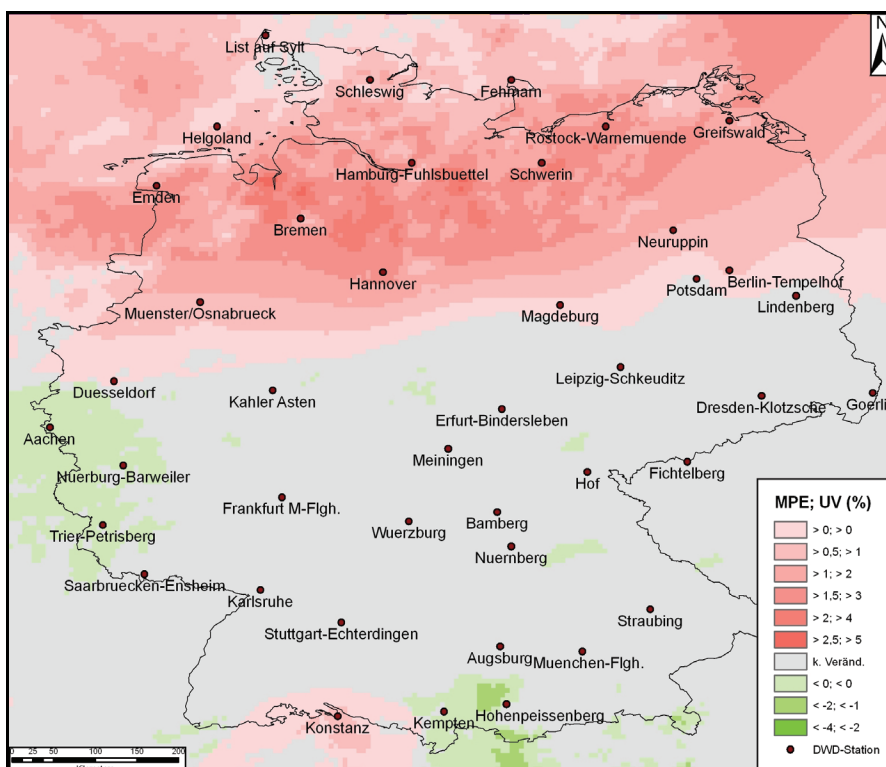 N
List auf Sylt
Schleswig
Fehmarn
Helgoland
Rostock-Warnemuende
Greifswald
Hamburg-Fuhlsbuettel
Schwerin
Emden
Bremen
Neuruppin
Hannover
Potsdam
Berlin-Tempelhof
Lindenberg
Muenster/Osnabrueck
Magdeburg
Duesseldorf
Kahler Asten
Leipzig-Schkeuditz
Erfurt-Bindersleben
Dresden-Klotzsche
Goerli
Aachen
Nuerburg-Barweiler
Meiningen
Hof
Fichtelberg
Frankfurt M-Flgh.
Wuerzburg
Bamberg
Trier-Petrisberg
Nuernberg
Saarbruecken-Ensheim
Karlsruhe
Stuttgart-Echterdingen
Straubing
Augsburg
Muenchen-Flgh.
Konstanz
Kempten
Hohenpeissenberg
MPE; UV (%)
> 0; > 0
> 0,5; > 1
> 1; > 2
> 1,5; > 3
> 2; > 4
> 2,5; > 5
k. Veränd.
< 0; < 0
< -2; < -1
< -4; < -2
DWD-Station
0 25 50 100 150 200